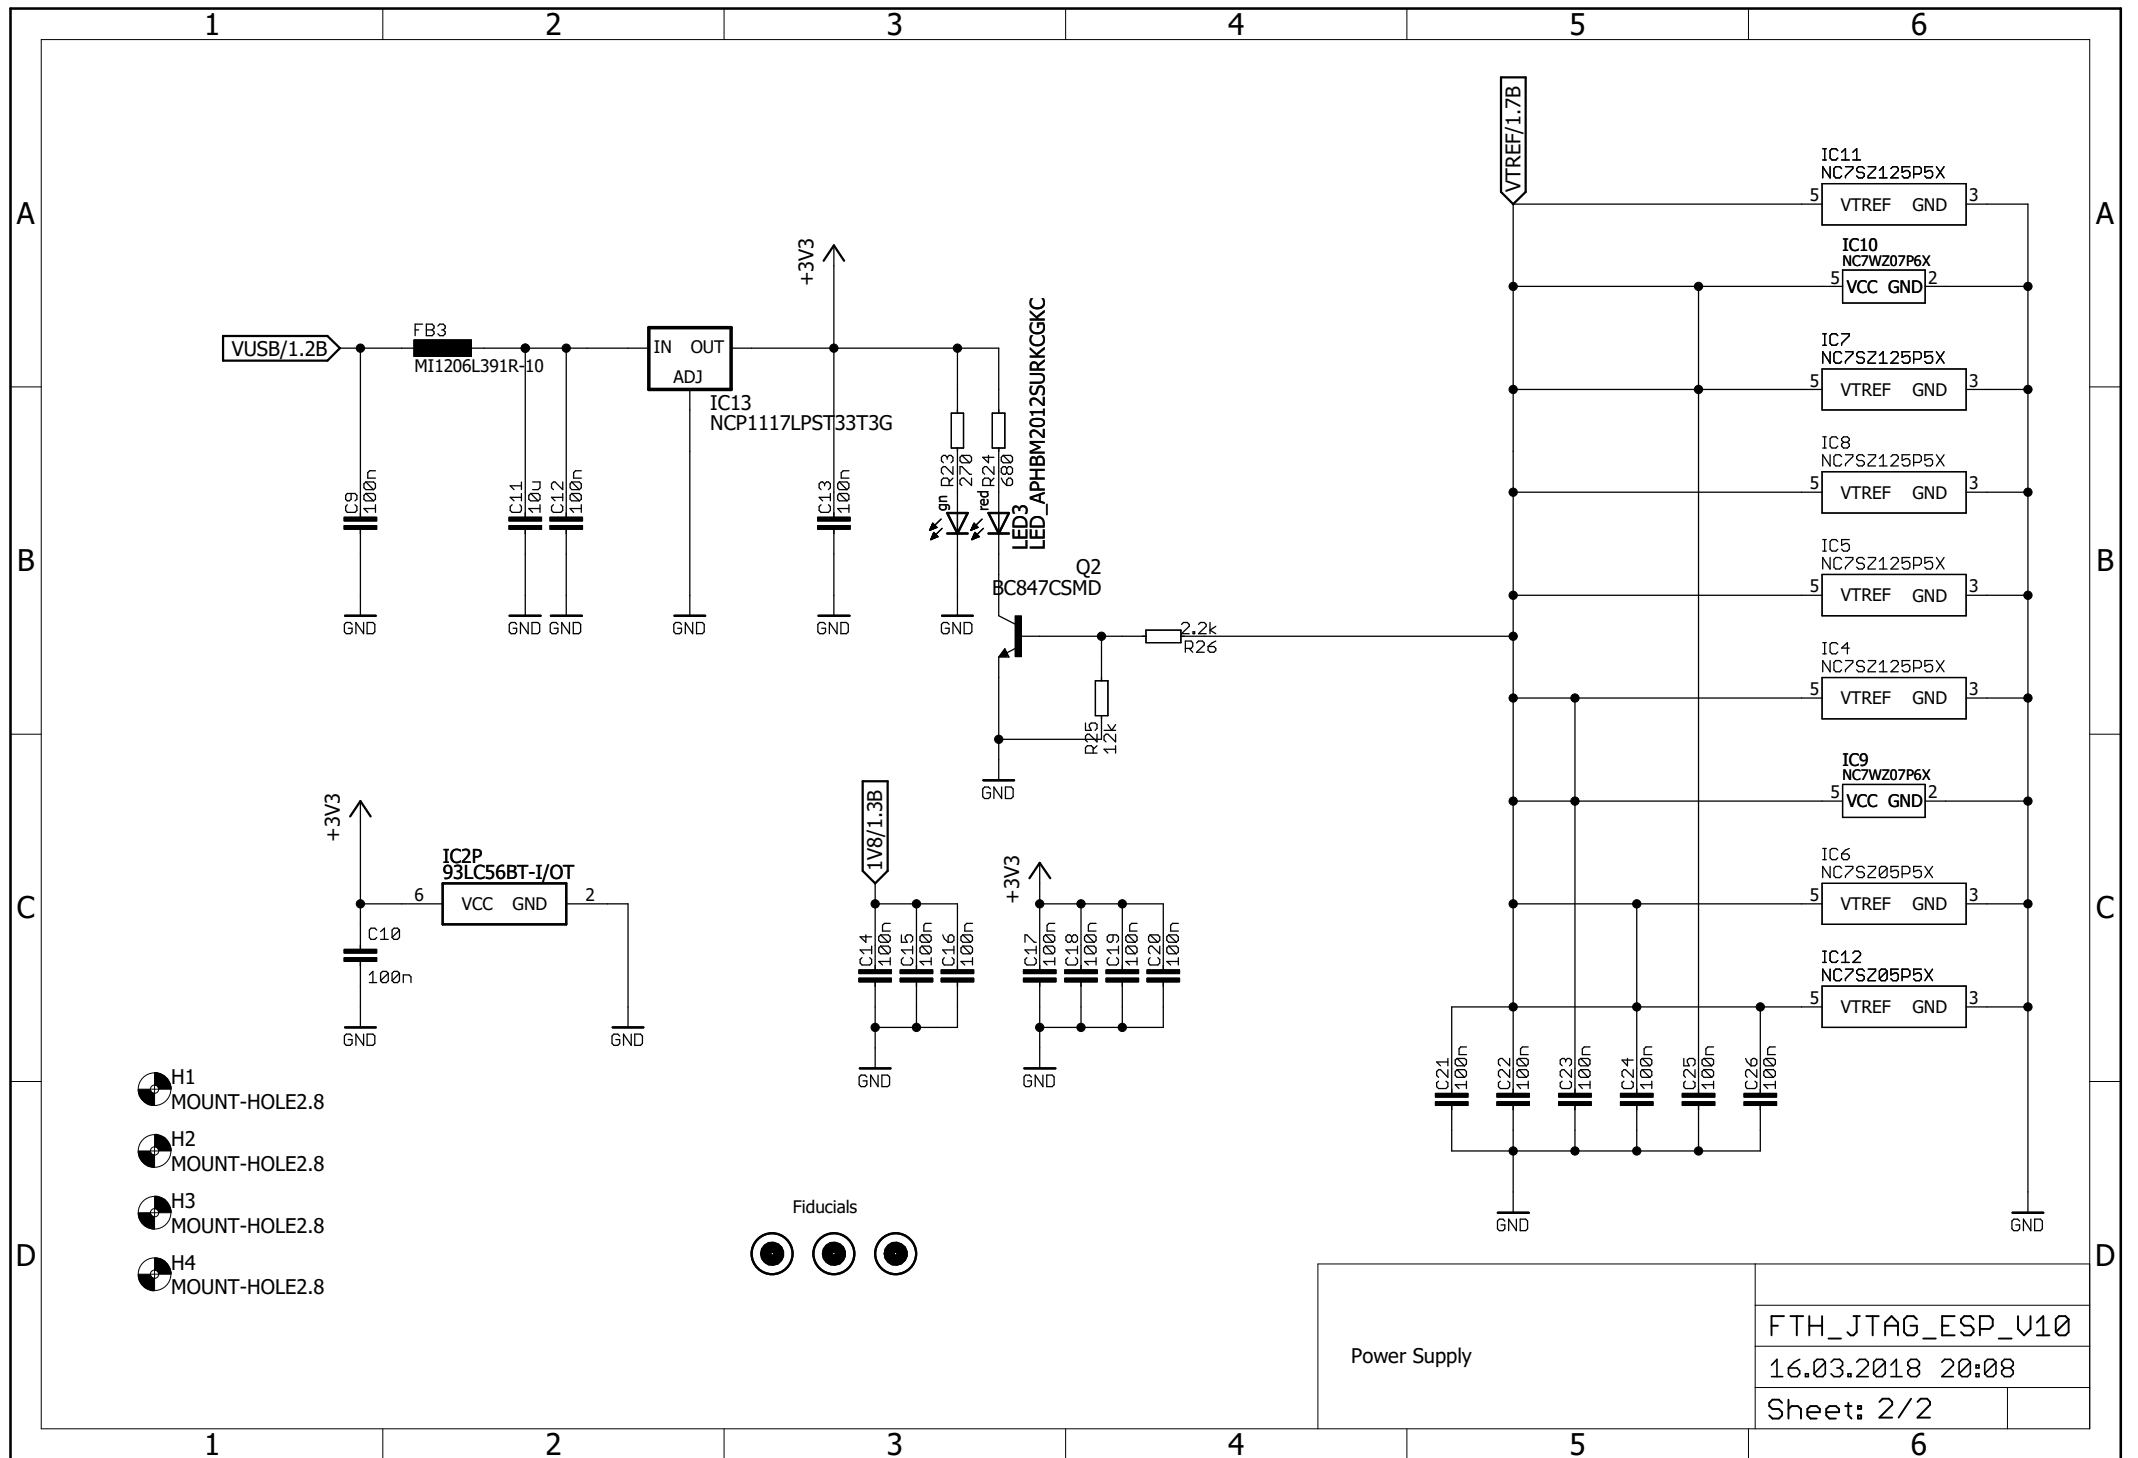 1 2 3 4 5 6
A A
B B
C C
D D
VUSB/1.2B
FB3
MI1206L391R-10
C9
100n
GND
C11
10u
GND
C12
100n
GND
IN OUT
ADJ
IC13
NCP1117LPST33T3G
GND
+3V3
C13
100n
GND
R23
270
gn
GND
R24
680
red
LED3
LED_APHBM2012SURKCGKC
Q2
BC847CSMD
2.2k
R26
R25
12k
GND
VTREF/1.7B
IC11
NC7SZ125P5X
5 VTREF GND 3
IC10
NC7WZ07P6X
5 VCC GND 2
IC7
NC7SZ125P5X
5 VTREF GND 3
IC8
NC7SZ125P5X
5 VTREF GND 3
IC5
NC7SZ125P5X
5 VTREF GND 3
IC4
NC7SZ125P5X
5 VTREF GND 3
IC9
NC7WZ07P6X
5 VCC GND 2
IC6
NC7SZ05P5X
5 VTREF GND 3
IC12
NC7SZ05P5X
5 VTREF GND 3
C21
100n
C22
100n
C23
100n
C24
100n
C25
100n
C26
100n
GND
GND
+3V3
IC2P
93LC56BT-I/OT
6 VCC GND 2
C10
100n
GND
GND
1V8/1.3B
C14
100n
C15
100n
C16
100n
GND
+3V3
C17
100n
C18
100n
C19
100n
C20
100n
GND
H1
MOUNT-HOLE2.8
H2
MOUNT-HOLE2.8
H3
MOUNT-HOLE2.8
H4
MOUNT-HOLE2.8
Fiducials
Power Supply
FTH_JTAG_ESP_V10
16.03.2018 20:08
Sheet: 2/2
1 2 3 4 5 6